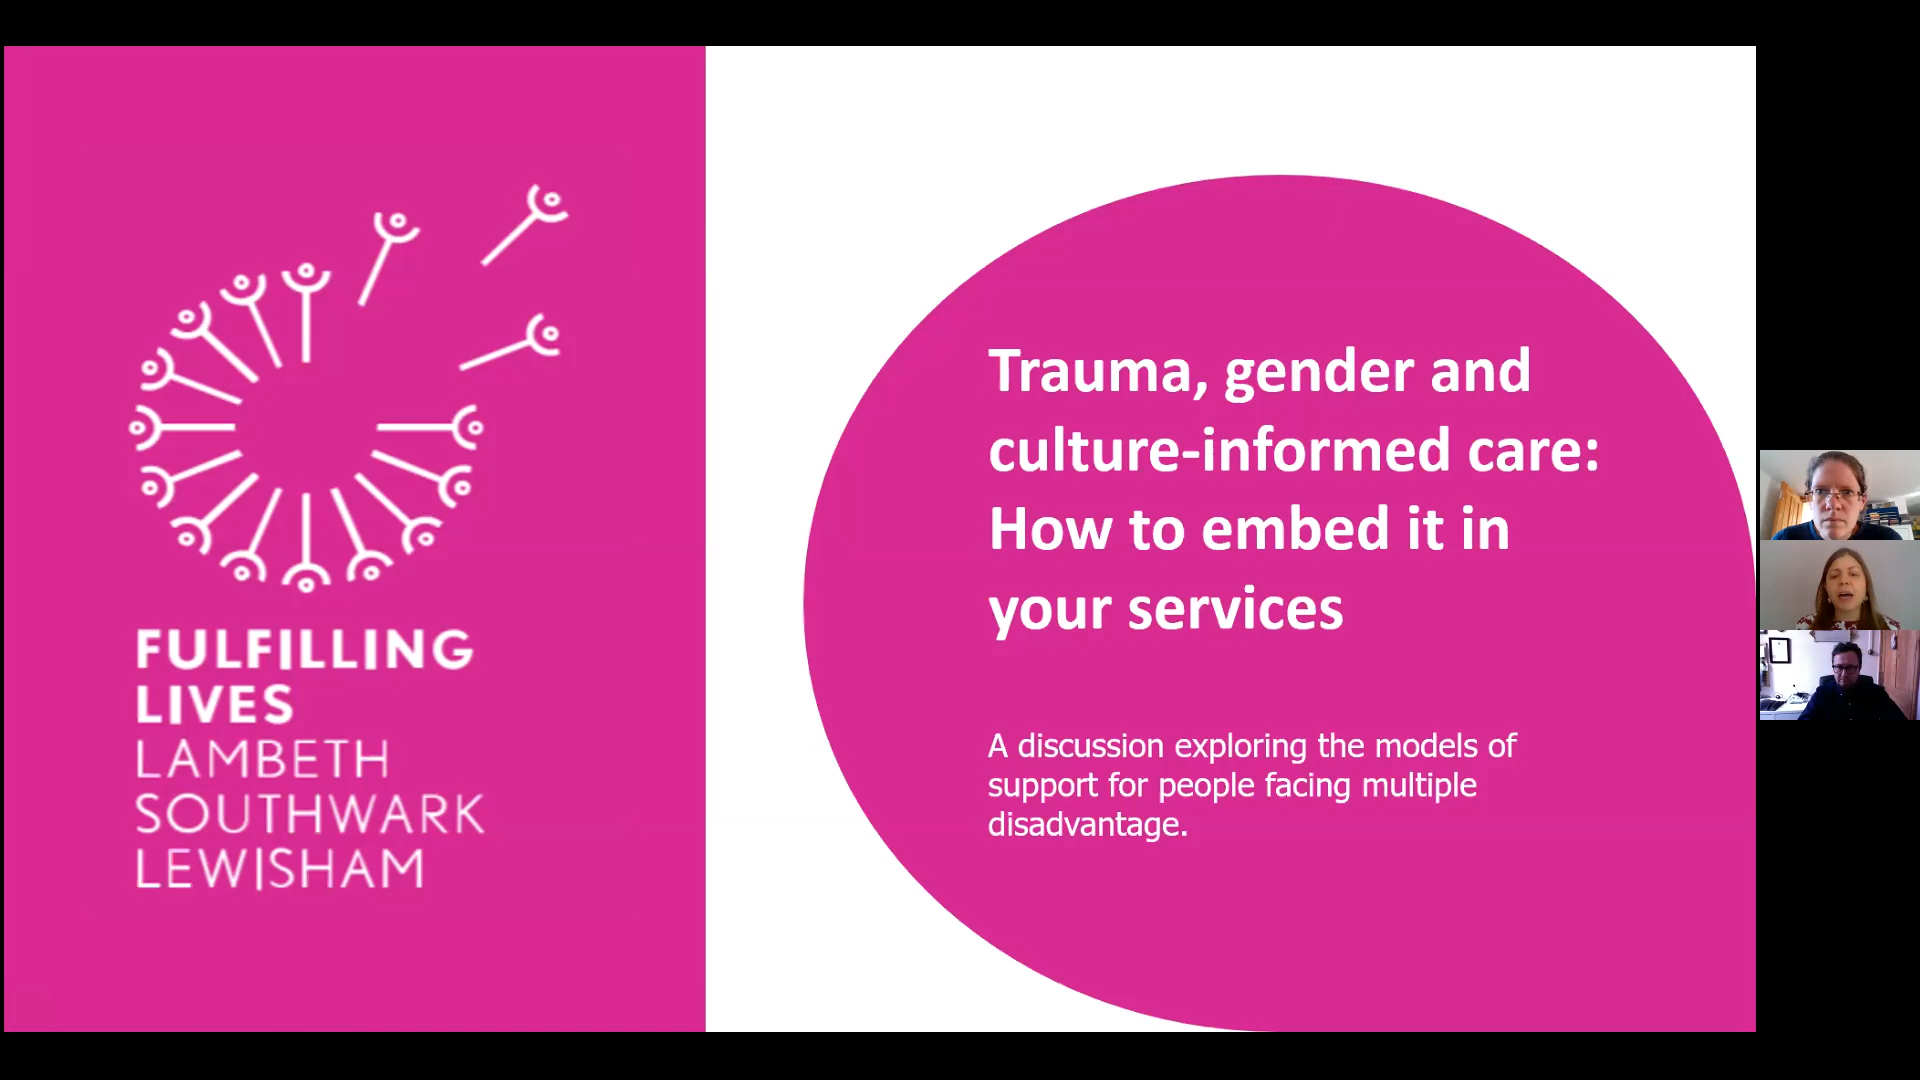 FULFILLING
LIVES
LAMBETH
SOUTHWARK
LEWISHAM
Trauma, gender and
culture-informed care:
How to embed it in
your services
A discussion exploring the models of
support for people facing multiple
disadvantage.